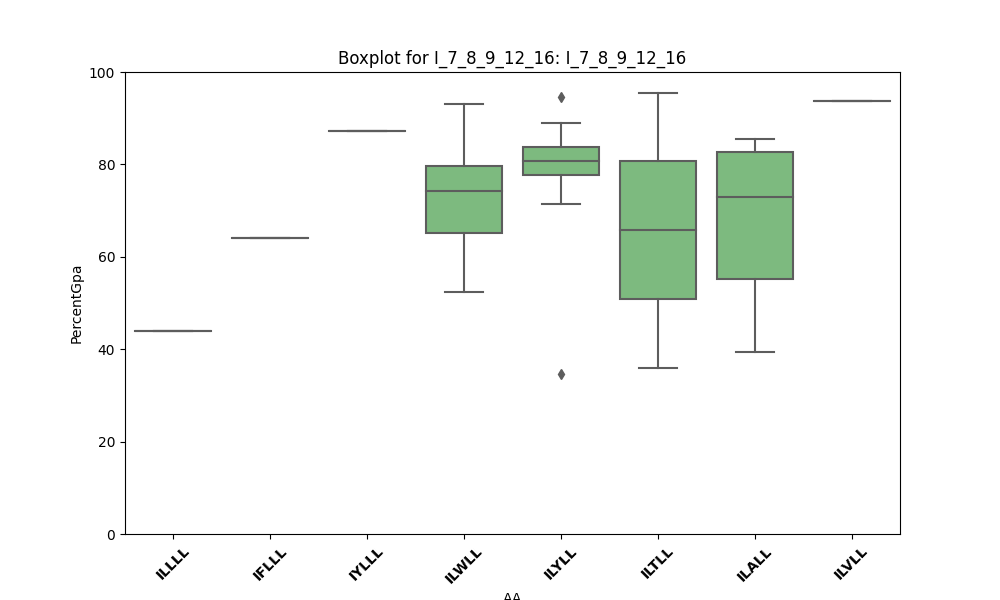 Boxplot for I_7_8_9_12_16: I_7_8_9_12_16
100
80
60
40
20
0
PercentGpa
ILLLL
IFLLL
IYLLL
ILWLL
ILYLL
ILTLL
ILALL
ILVLL
AA